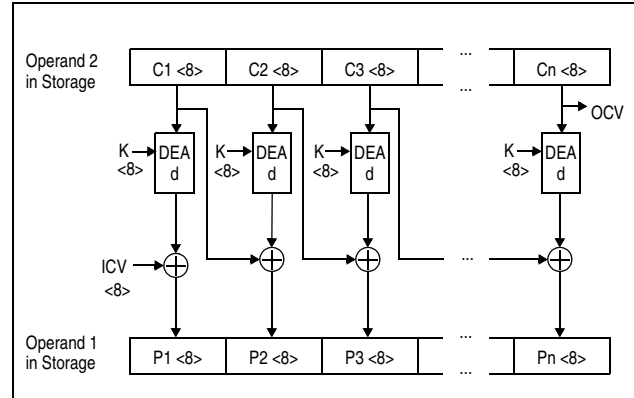 Operand 2
in Storage
C1 <8> C2 <8> C3 <8> ... ... Cn <8>
OCV
K <8> DEA d K <8> DEA d K <8> DEA d K <8> DEA d
ICV
<8>
...
Operand 1
in Storage
P1 <8> P2 <8> P3 <8> ... ... Pn <8>